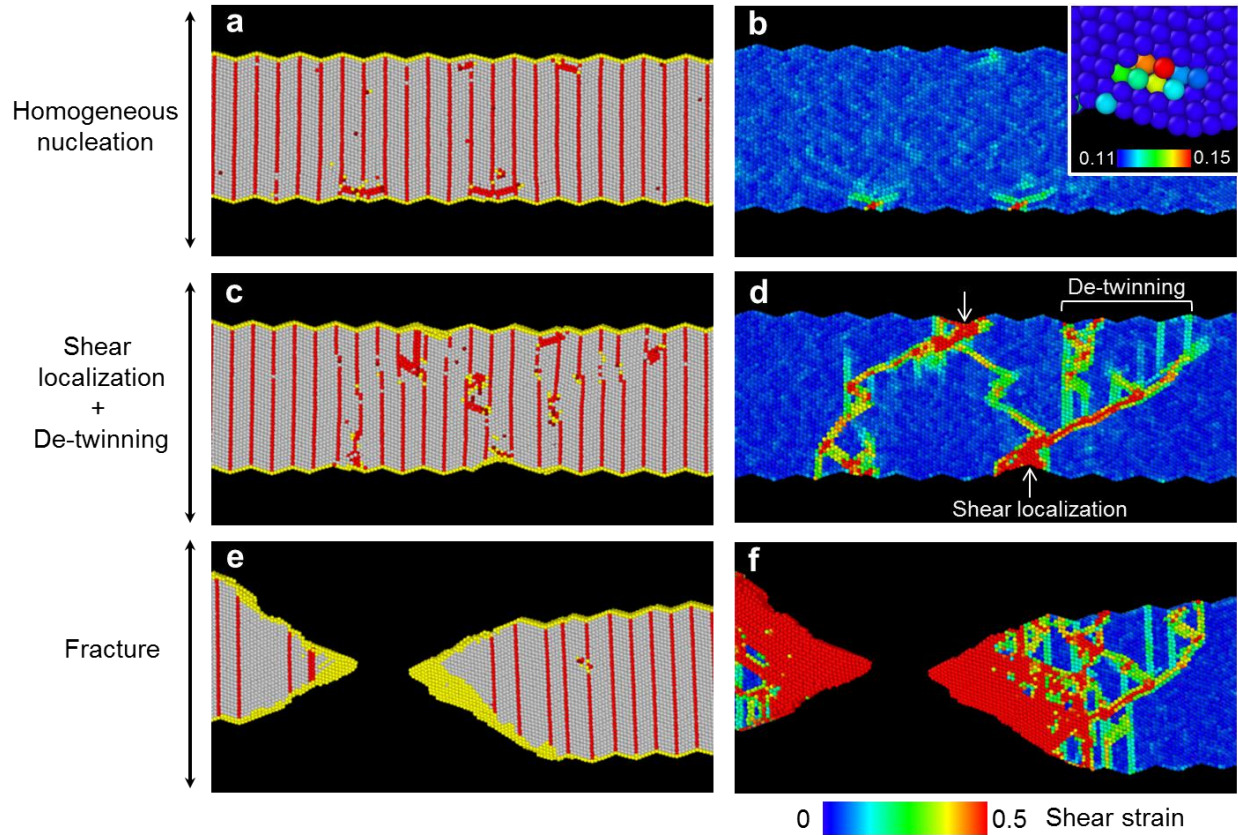 a
b
Homogeneous
nucleation
0.11 0.15
c
d
De-twinning
Shear
localization
+
De-twinning
Shear localization
e
f
Fracture
0 0.5 Shear strain